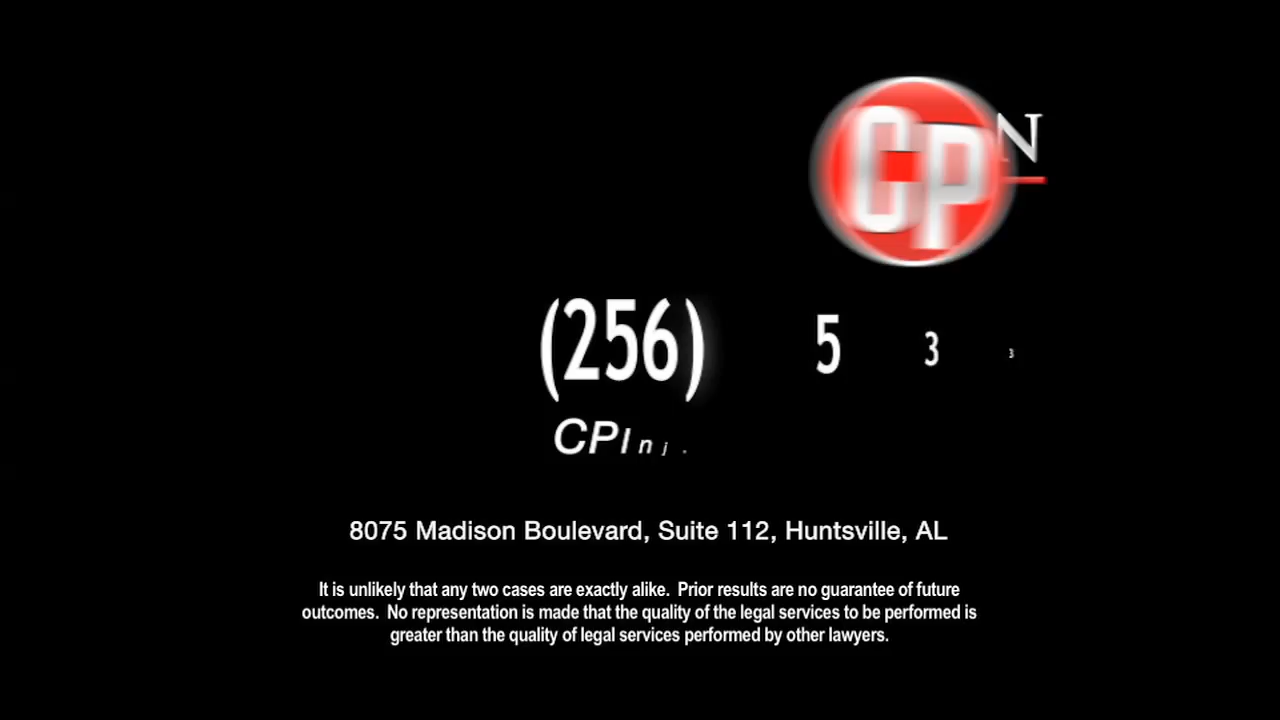 CP N
(256) 5 3 3
CPInj
8075 Madison Boulevard, Suite 112, Huntsville, AL
It is unlikely that any two cases are exactly alike. Prior results are no guarantee of future
outcomes. No representation is made that the quality of the legal services to be performed is
greater than the quality of legal services performed by other lawyers.